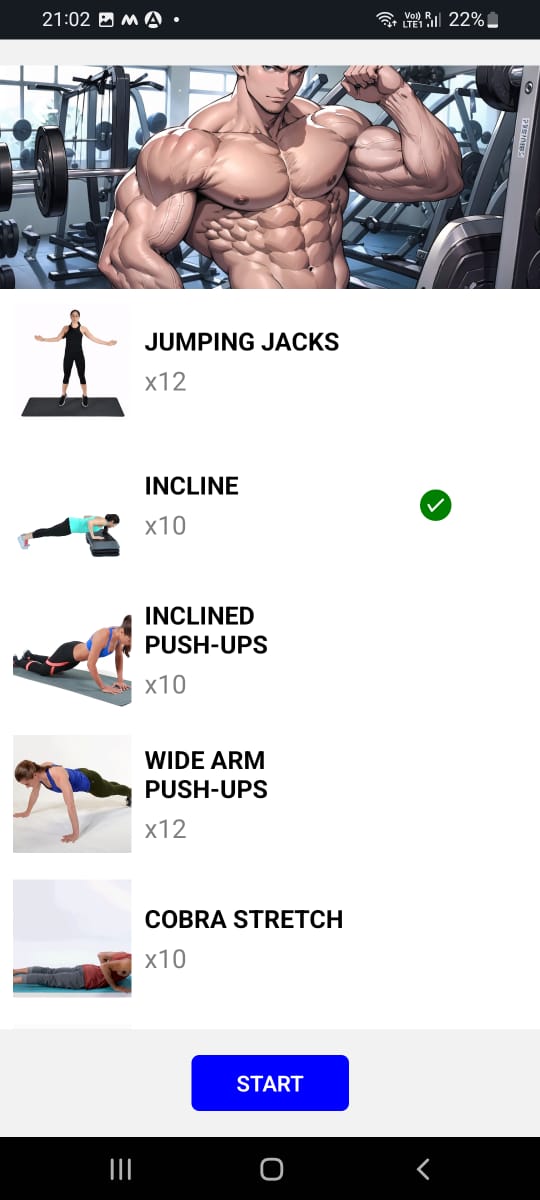 21:02
Vo)) R
LTE1
22%
JUMPING JACKS
x12
INCLINE
x10
INCLINED
PUSH-UPS
x10
WIDE ARM
PUSH-UPS
x12
COBRA STRETCH
x10
START